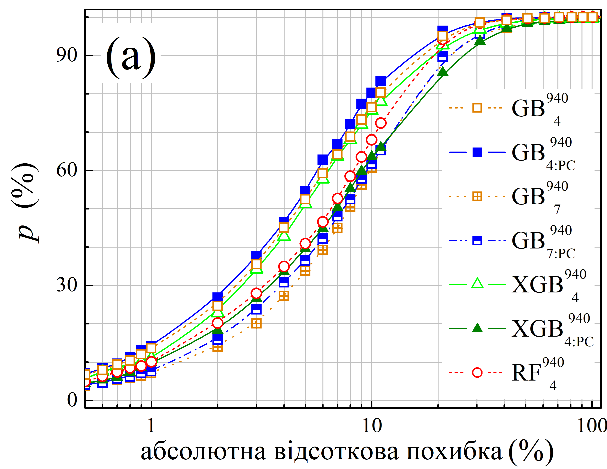 (a)
90
60
30
0
p (%)
GB 940 4
GB 940 4:PC
GB 940 7
GB 940 7:PC
XGB 940 4
XGB 940 4:PC
RF 940 4
1 10 100
абсолютна відсоткова похибка (%)